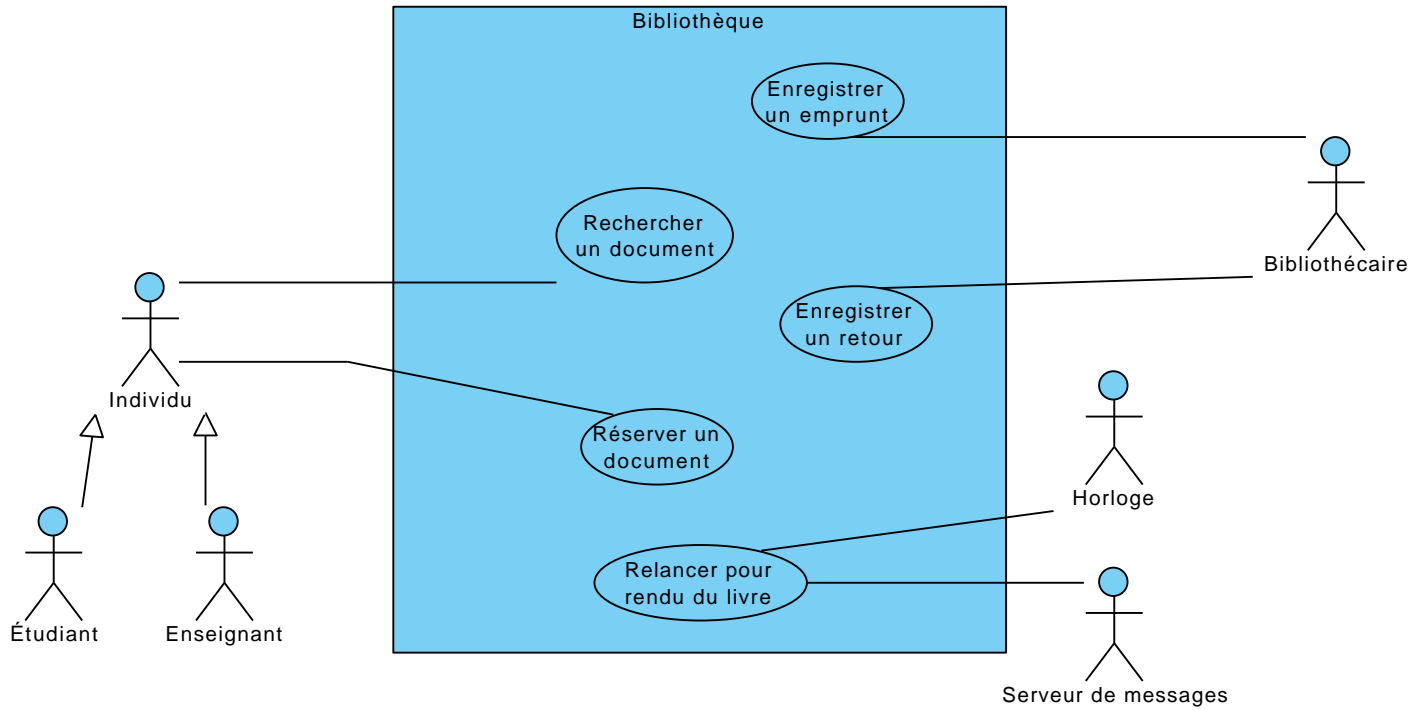 Bibliothèque
Enregistrer
un emprunt
Rechercher
un document
Bibliothécaire
Enregistrer
un retour
Individu
Réserver un
document
Horloge
Relancer pour
rendu du livre
Étudiant
Enseignant
Serveur de messages